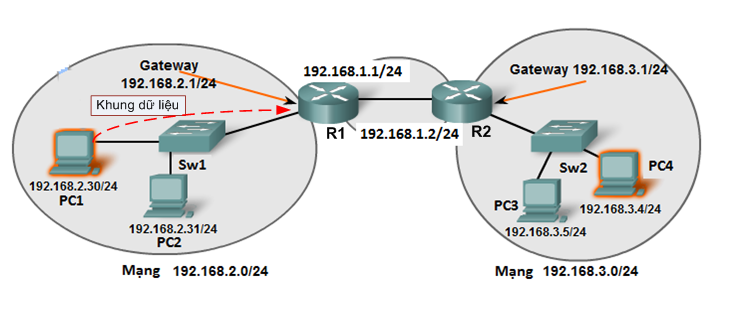 Gateway
192.168.2.1/24
192.168.1.1/24
Gateway 192.168.3.1/24
Khung dữ liệu
R1
192.168.1.2/24
R2
Sw1
Sw2
PC4
192.168.2.30/24
PC1
192.168.2.31/24
PC2
PC3
192.168.3.4/24
192.168.3.5/24
Mạng 192.168.2.0/24
Mạng 192.168.3.0/24